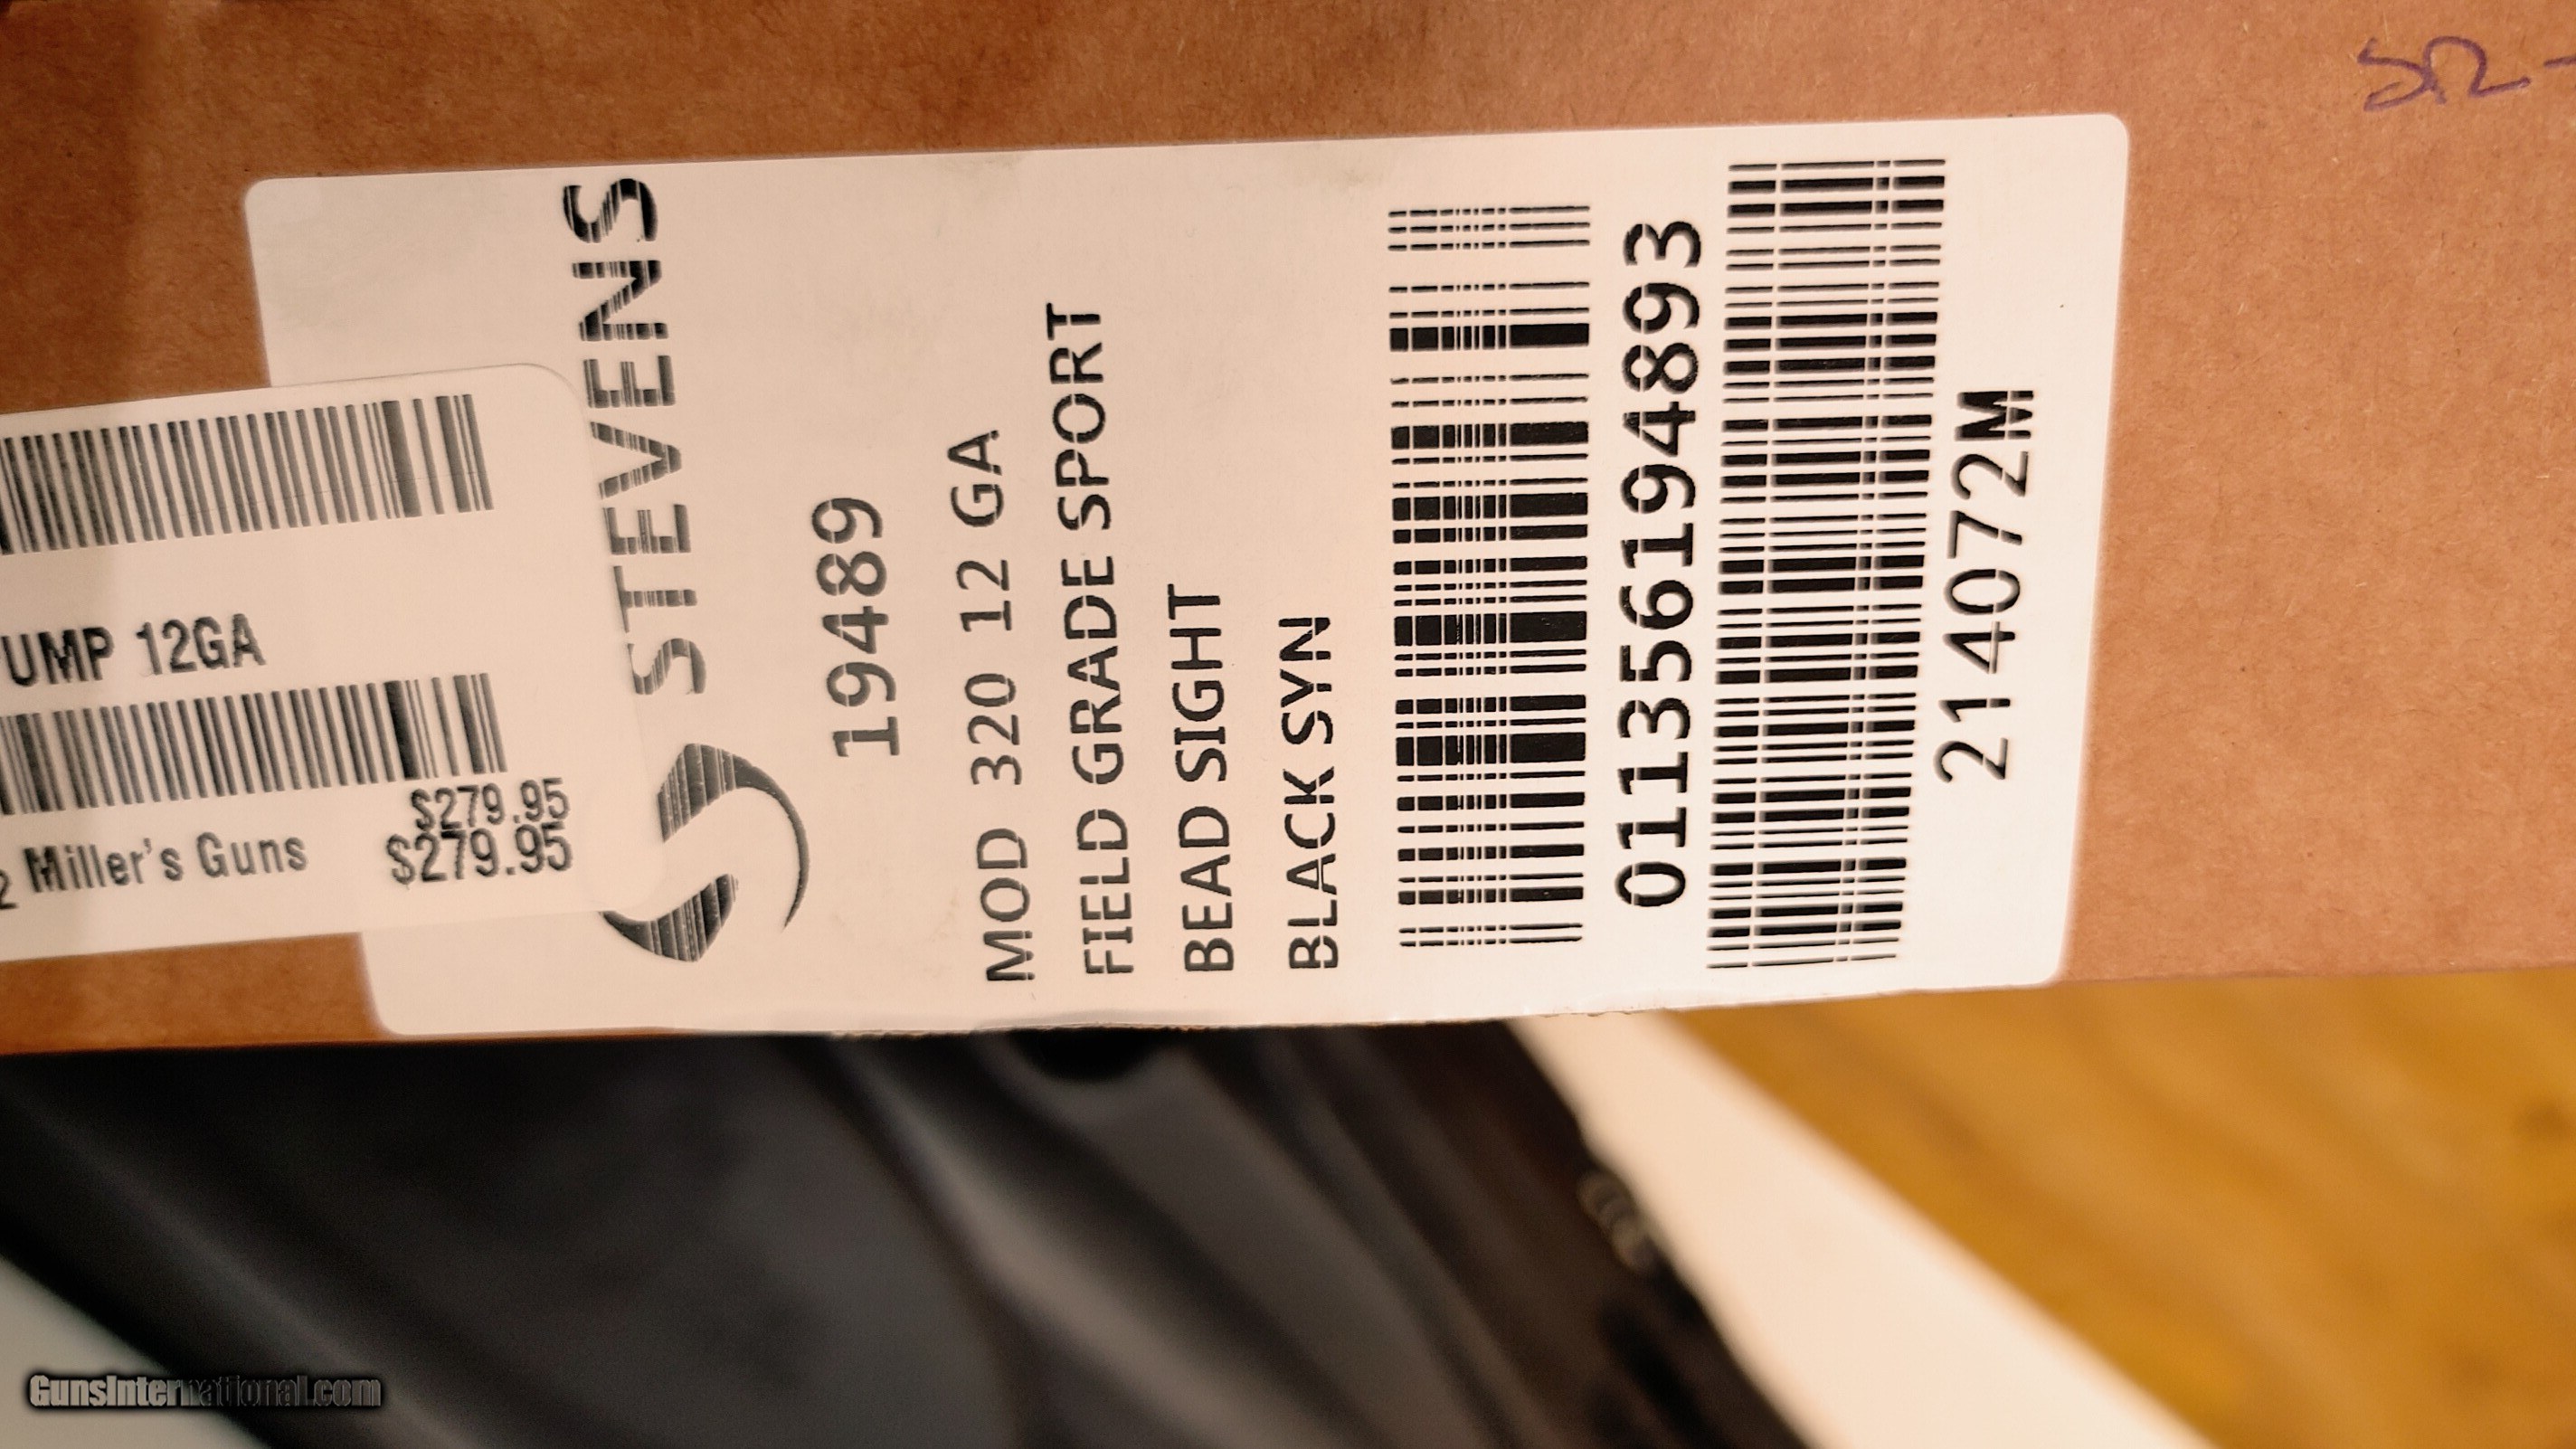 STEVENS
19489
MOD 320 12 GA
FIELD GRADE SPORT
BEAD SIGHT
BLACK SYN
011356194893
214072M
UMP 12GA
$279.95
Miller's Guns $279.95
GunsInternational.com